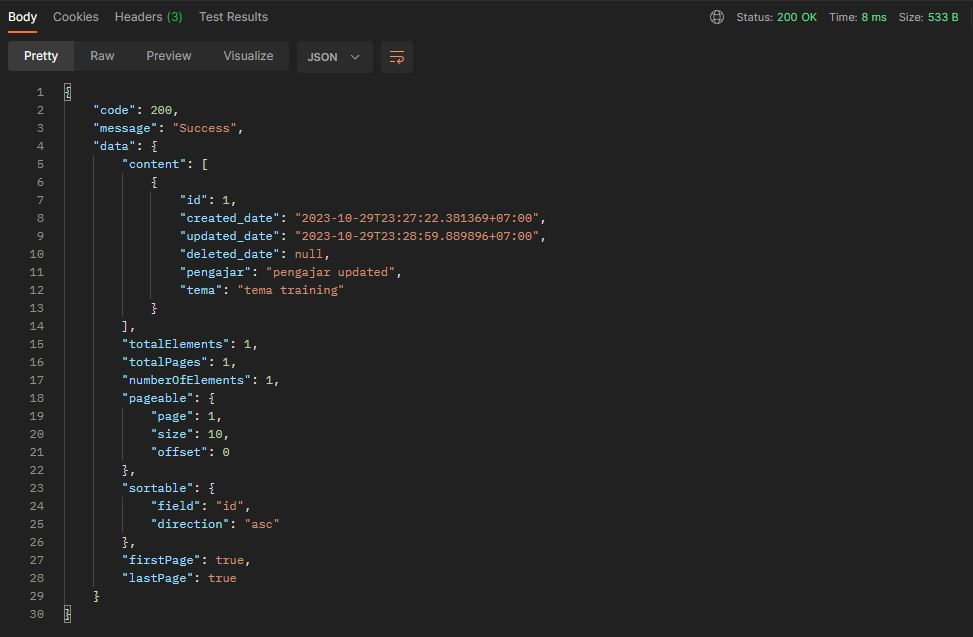 Body Cookies Headers (3) Test Results Status: 200 OK Time: 8 ms Size: 533 B
Pretty Raw Preview Visualize JSON
1 {
2 "code": 200,
3 "message": "Success",
4 "data": {
5 "content": [
6 {
7 "id": 1,
8 "created_date": "2023-10-29T23:27:22.381369+07:00",
9 "updated_date": "2023-10-29T23:28:59.889896+07:00",
10 "deleted_date": null,
11 "pengajar": "pengajar updated",
12 "tema": "tema training"
13 }
14 ],
15 "totalElements": 1,
16 "totalPages": 1,
17 "numberOfElements": 1,
18 "pageable": {
19 "page": 1,
20 "size": 10,
21 "offset": 0
22 },
23 "sortable": {
24 "field": "id",
25 "direction": "asc"
26 },
27 "firstPage": true,
28 "lastPage": true
29 }
30 }